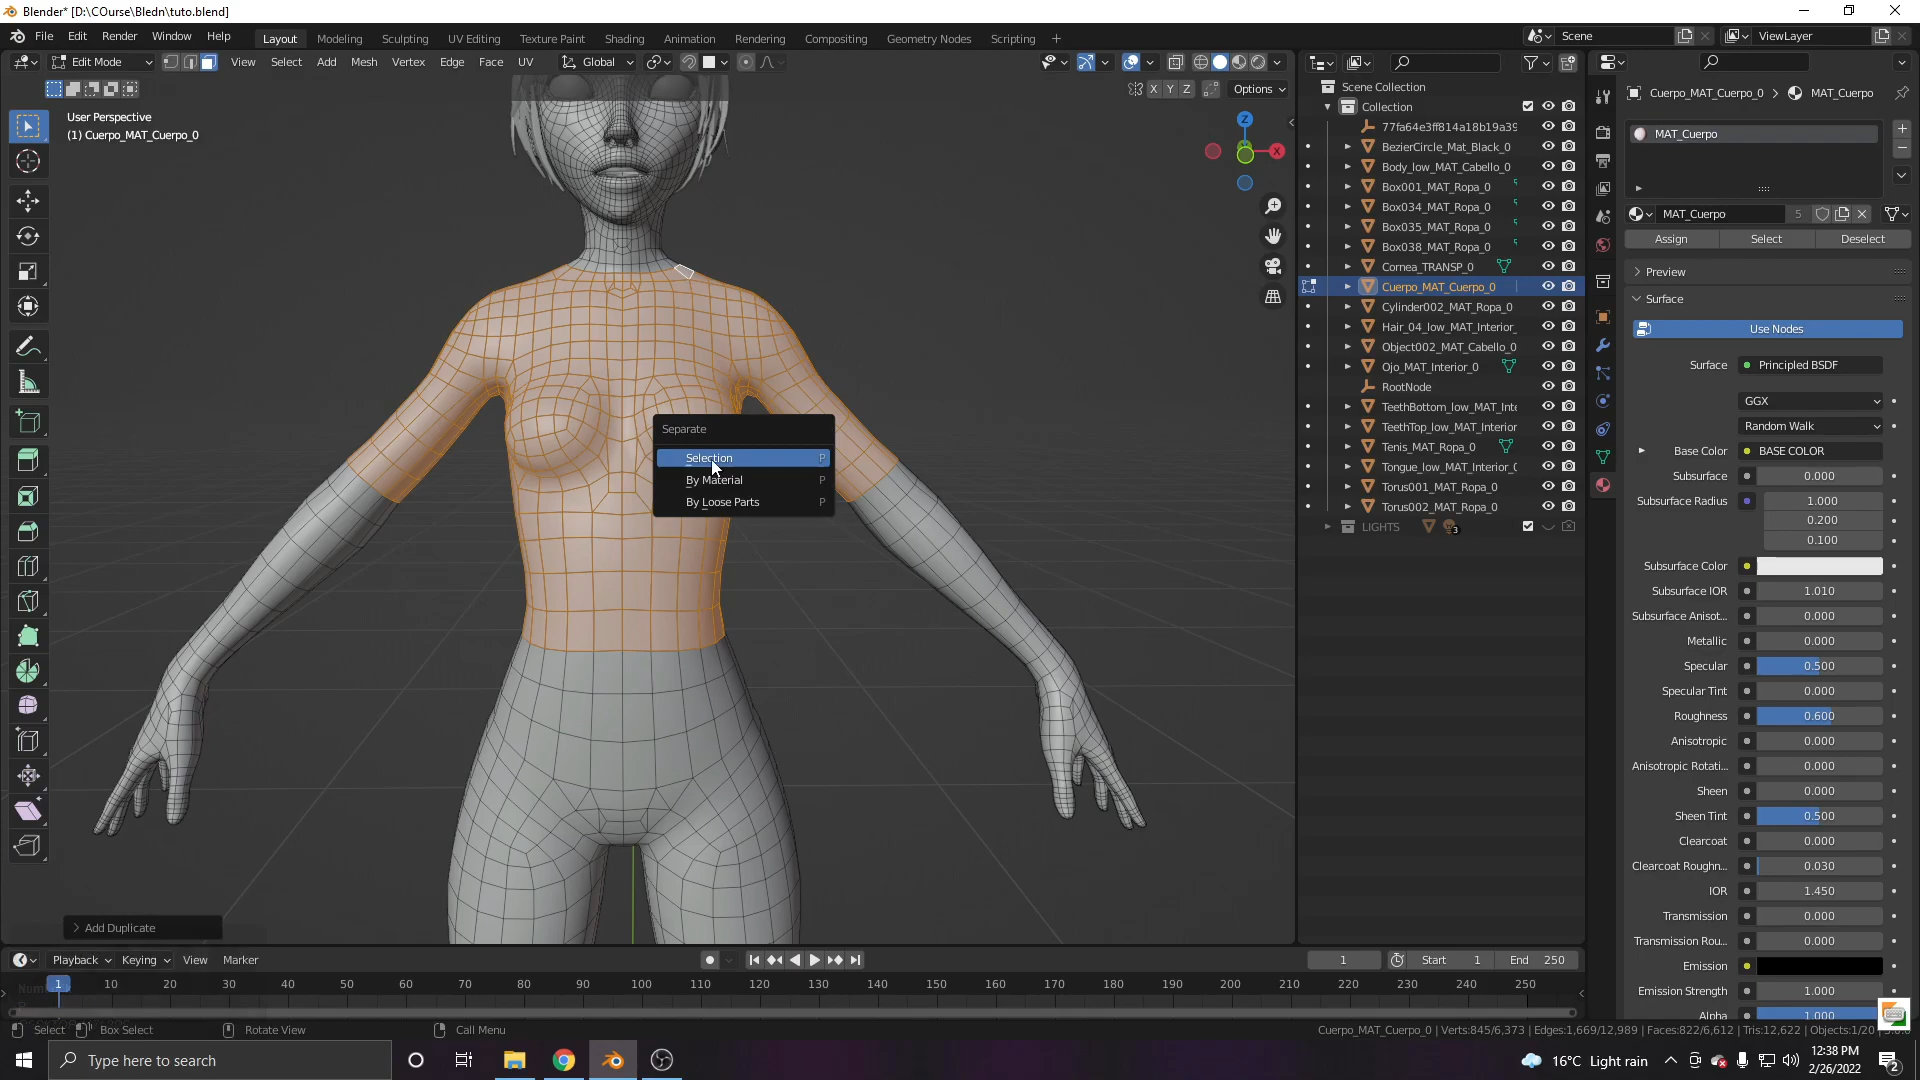 Blender* [D:\COurse\Bledn\tuto.blend]
File Edit Render Window Help Layout Modeling Sculpting UV Editing Texture Paint Shading Animation Rendering Compositing Geometry Nodes Scripting + Scene ViewLayer
Edit Mode View Select Add Mesh Vertex Edge Face UV Global
X Y Z Options
User Perspective
(1) Cuerpo_MAT_Cuerpo_0
Z
X
Separate
Selection P
By Material P
By Loose Parts P
Add Duplicate
Scene Collection
Collection
77fa64e3ff814a18b19a39
BezierCircle_Mat_Black_0
Body_low_MAT_Cabello_0
Box001_MAT_Ropa_0
Box034_MAT_Ropa_0
Box035_MAT_Ropa_0
Box038_MAT_Ropa_0
Cornea_TRANSP_0
Cuerpo_MAT_Cuerpo_0
Cylinder002_MAT_Ropa_0
Hair_04_low_MAT_Interior_
Object002_MAT_Cabello_0
Ojo_MAT_Interior_0
RootNode
TeethBottom_low_MAT_Inte
TeethTop_low_MAT_Interior
Tenis_MAT_Ropa_0
Tongue_low_MAT_Interior_0
Torus001_MAT_Ropa_0
Torus002_MAT_Ropa_0
LIGHTS 3
Cuerpo_MAT_Cuerpo_0 > MAT_Cuerpo
MAT_Cuerpo
MAT_Cuerpo 5
Assign Select Deselect
Preview
Surface
Use Nodes
Surface Principled BSDF
GGX
Random Walk
Base Color BASE COLOR
Subsurface 0.000
Subsurface Radius 1.000
0.200
0.100
Subsurface Color
Subsurface IOR 1.010
Subsurface Anisot... 0.000
Metallic 0.000
Specular 0.500
Specular Tint 0.000
Roughness 0.600
Anisotropic 0.000
Anisotropic Rotati... 0.000
Sheen 0.000
Sheen Tint 0.500
Clearcoat 0.000
Clearcoat Roughn... 0.030
IOR 1.450
Transmission 0.000
Transmission Rou... 0.000
Emission
Emission Strength 1.000
Alpha 1.000
Playback Keying View Marker 1 Start 1 End 250
1 10 20 30 40 50 60 70 80 90 100 110 120 130 140 150 160 170 180 190 200 210 220 230 240 250
Select Box Select Rotate View Call Menu Cuerpo_MAT_Cuerpo_0 | Verts:845/6,373 | Edges:1,669/12,989 | Faces:822/6,612 | Tris:12,622 | Objects:1/20
Type here to search 16°C Light rain 12:38 PM
2/26/2022 2